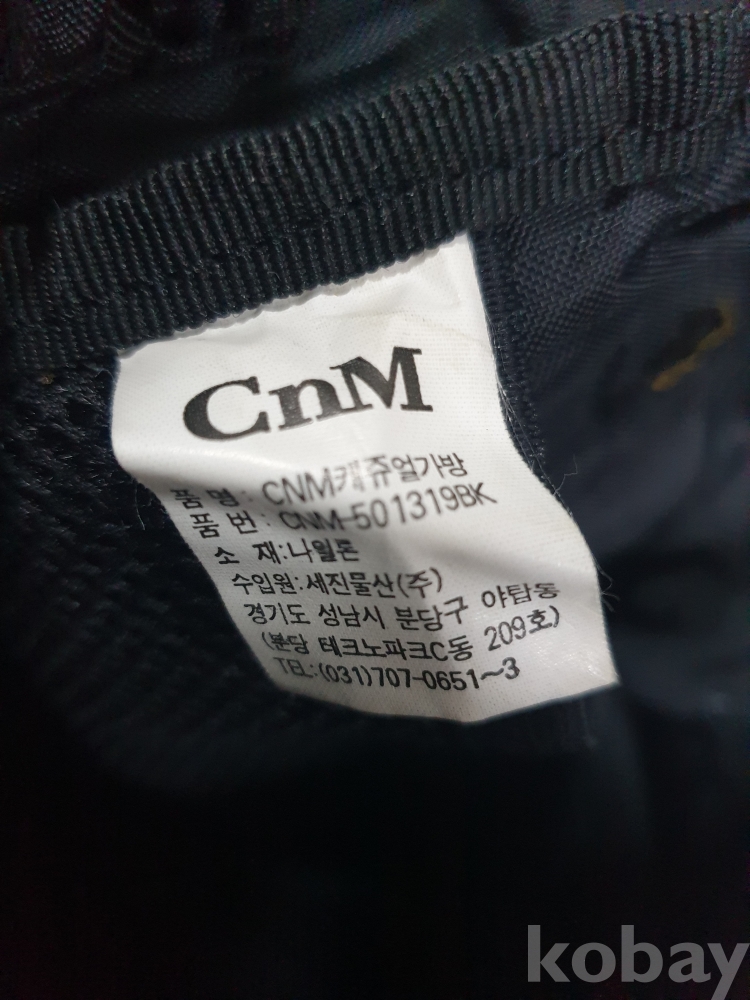 CnM
품 명 : CNM캐쥬얼가방
품 번 : CNM-501319BK
소 재:나일론
수입원:세진물산(주)
경기도 성남시 분당구 야탑동
(분당 테크노파크C동 209호)
TEL:(031)707-0651~3
kobay